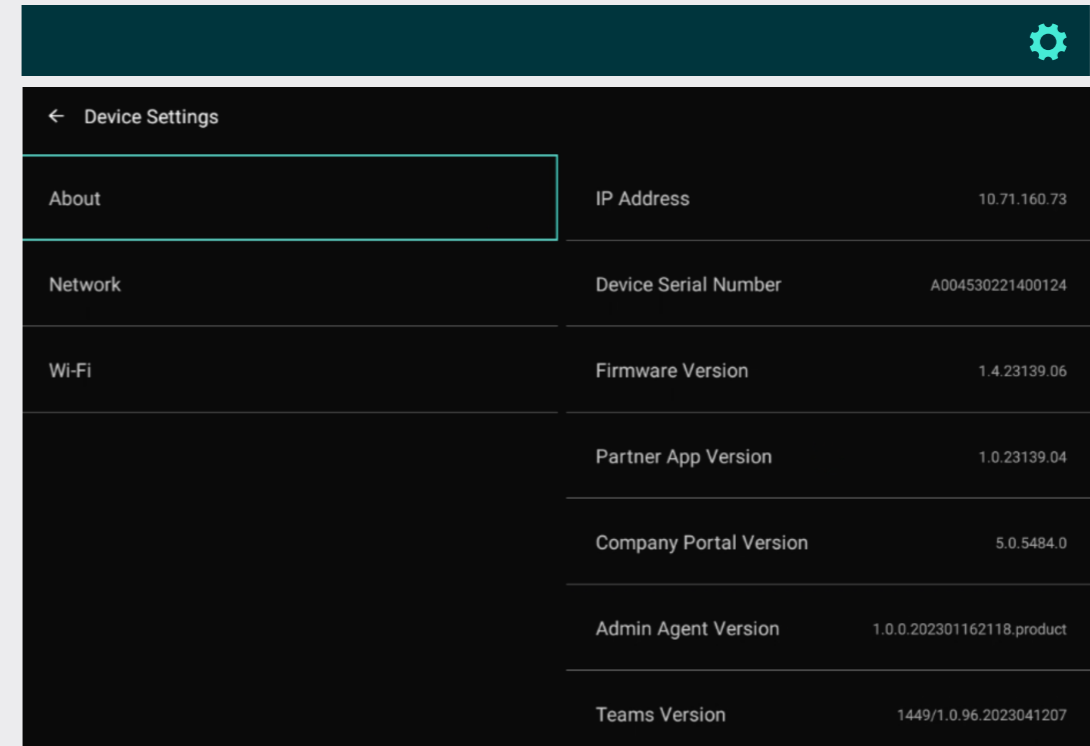 Device Settings
About
IP Address 10.71.160.73
Network
Device Serial Number A004530221400124
Wi-Fi
Firmware Version 1.4.23139.06
Partner App Version 1.0.23139.04
Company Portal Version 5.0.5484.0
Admin Agent Version 1.0.0.202301162118.product
Teams Version 1449/1.0.96.2023041207